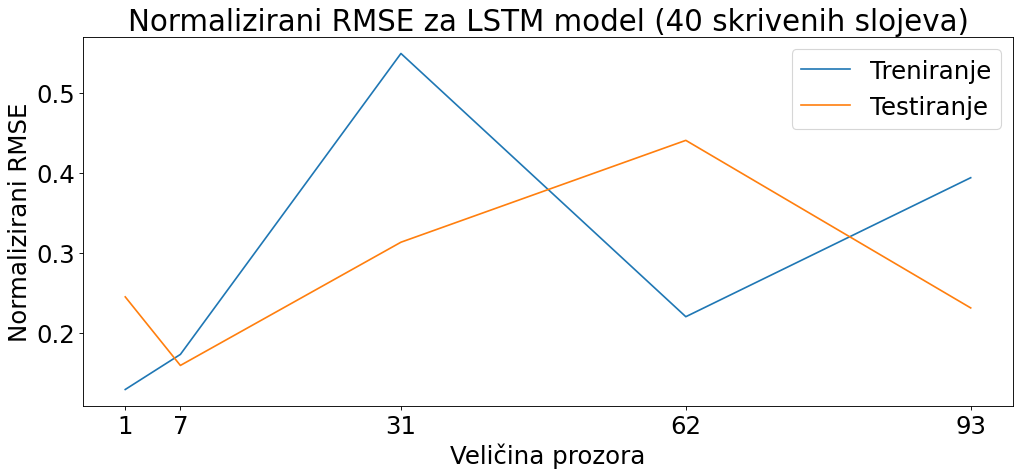 Normalizirani RMSE za LSTM model (40 skrivenih slojeva)
Normalizirani RMSE
0.5
0.4
0.3
0.2
Treniranje
Testiranje
1 7 31 62 93
Veličina prozora